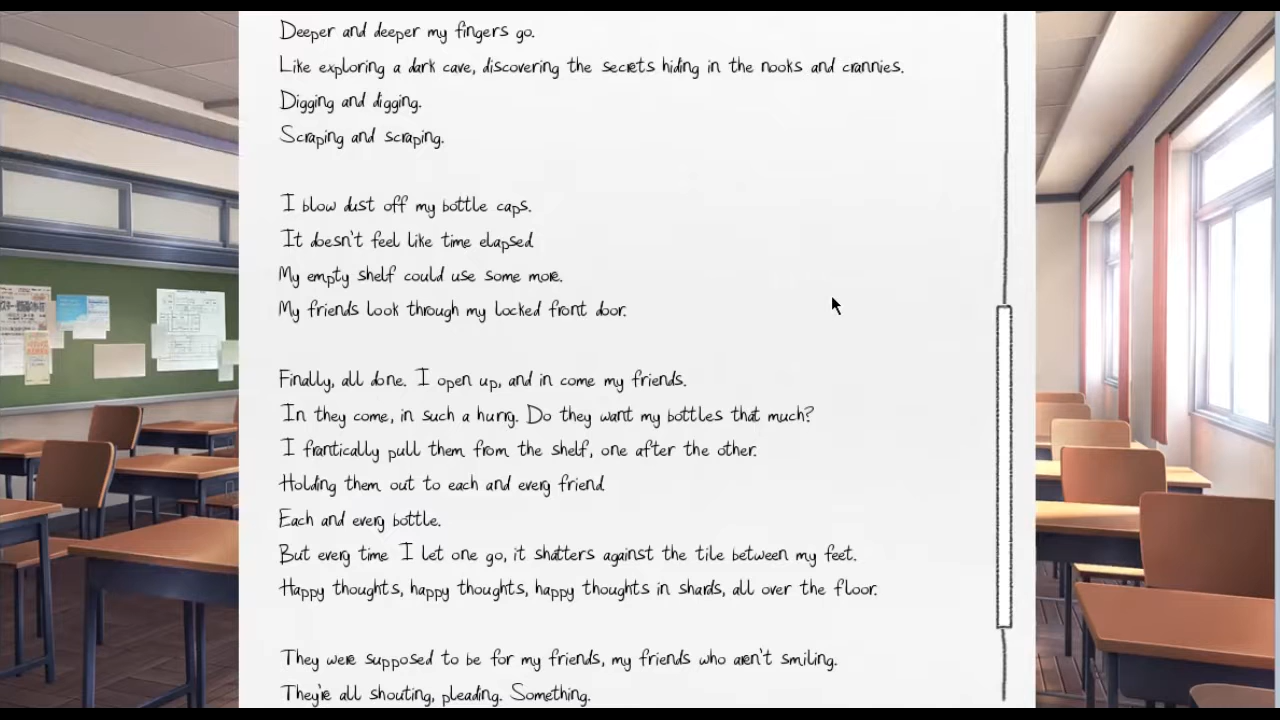 Deeper and deeper my fingers go.
Like exploring a dark cave, discovering the secrets hiding in the nooks and crannies.
Digging and digging.
Scraping and scraping.
I blow dust off my bottle caps.
It doesn't feel like time elapsed
My empty shelf could use some more.
My friends look through my locked front door.
Finally, all done. I open up, and in come my friends.
In they come, in such a hurry. Do they want my bottles that much?
I frantically pull them from the shelf, one after the other.
Holding them out to each and every friend
Each and every bottle.
But every time I let one go, it shatters against the tile between my feet.
Happy thoughts, happy thoughts, happy thoughts in shards, all over the floor.
They were supposed to be for my friends, my friends who aren't smiling.
They're all shouting, pleading. Something.